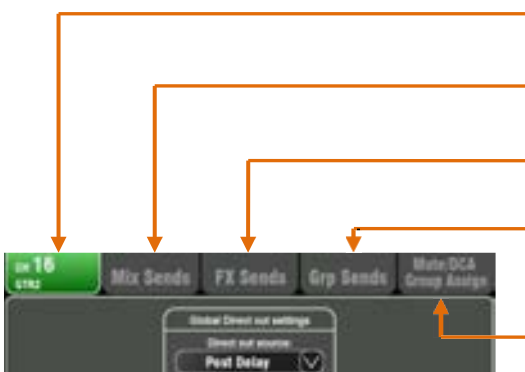 CH 16
GTR2
Mix Sends
FX Sends
Grp Sends
Mute/DCA
Group Assign
Global Direct out settings
Direct out source:
Post Delay